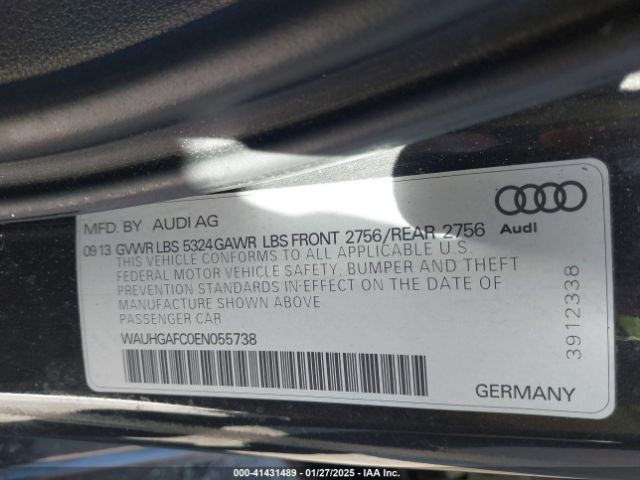 MFD. BY AUDI AG
09 13 GVWR LBS 5324 GAWR LBS FRONT 2756/REAR 2756
THIS VEHICLE CONFORMS TO ALL APPLICABLE U.S.
FEDERAL MOTOR VEHICLE SAFETY, BUMPER AND THEFT
PREVENTION STANDARDS IN EFFECT ON THE DATE OF
MANUFACTURE SHOWN ABOVE
PASSENGER CAR
WAUHGAFC0EN055738
Audi
3912338
GERMANY
000-41431489 - 01/27/2025 - IAA Inc.